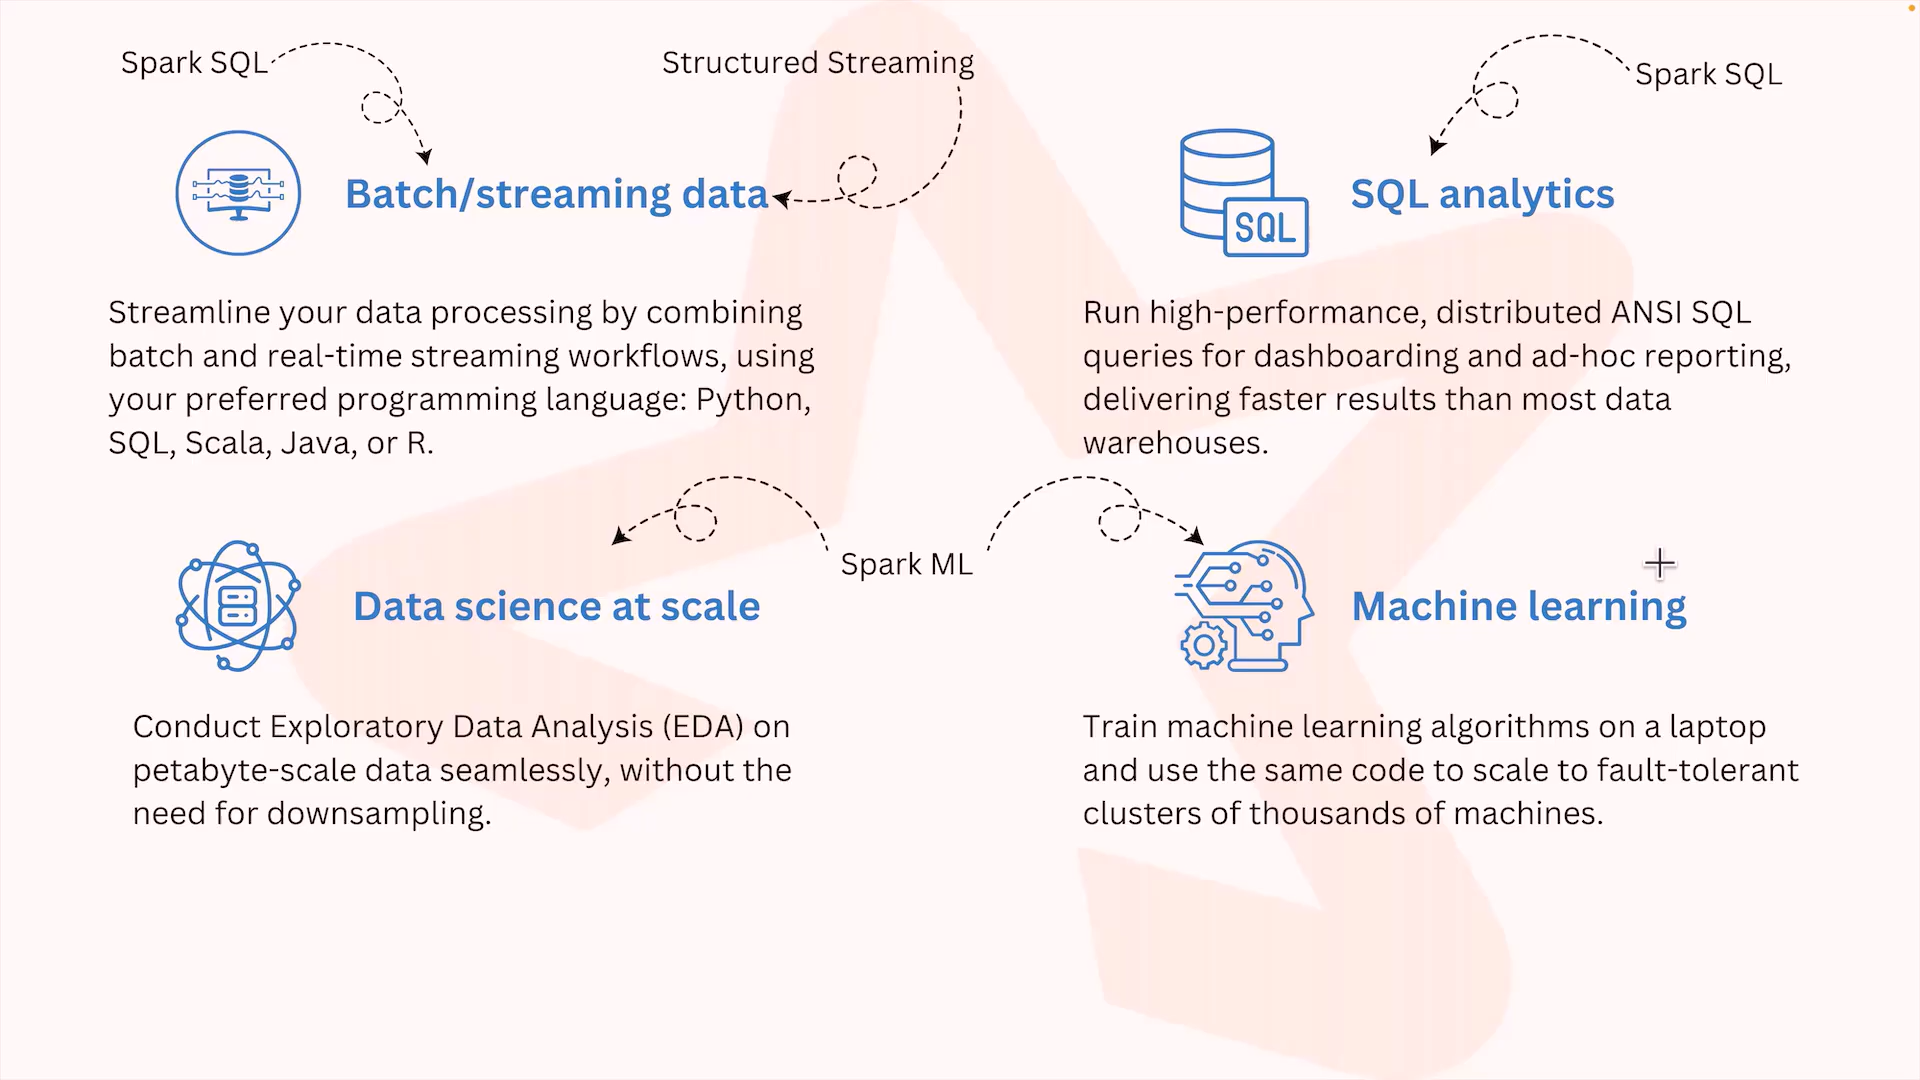 Spark SQL
Structured Streaming
Spark SQL
Batch/streaming data
SQL
SQL analytics
Streamline your data processing by combining
batch and real-time streaming workflows, using
your preferred programming language: Python,
SQL, Scala, Java, or R.
Run high-performance, distributed ANSI SQL
queries for dashboarding and ad-hoc reporting,
delivering faster results than most data
warehouses.
Spark ML
Data science at scale
Machine learning
Conduct Exploratory Data Analysis (EDA) on
petabyte-scale data seamlessly, without the
need for downsampling.
Train machine learning algorithms on a laptop
and use the same code to scale to fault-tolerant
clusters of thousands of machines.